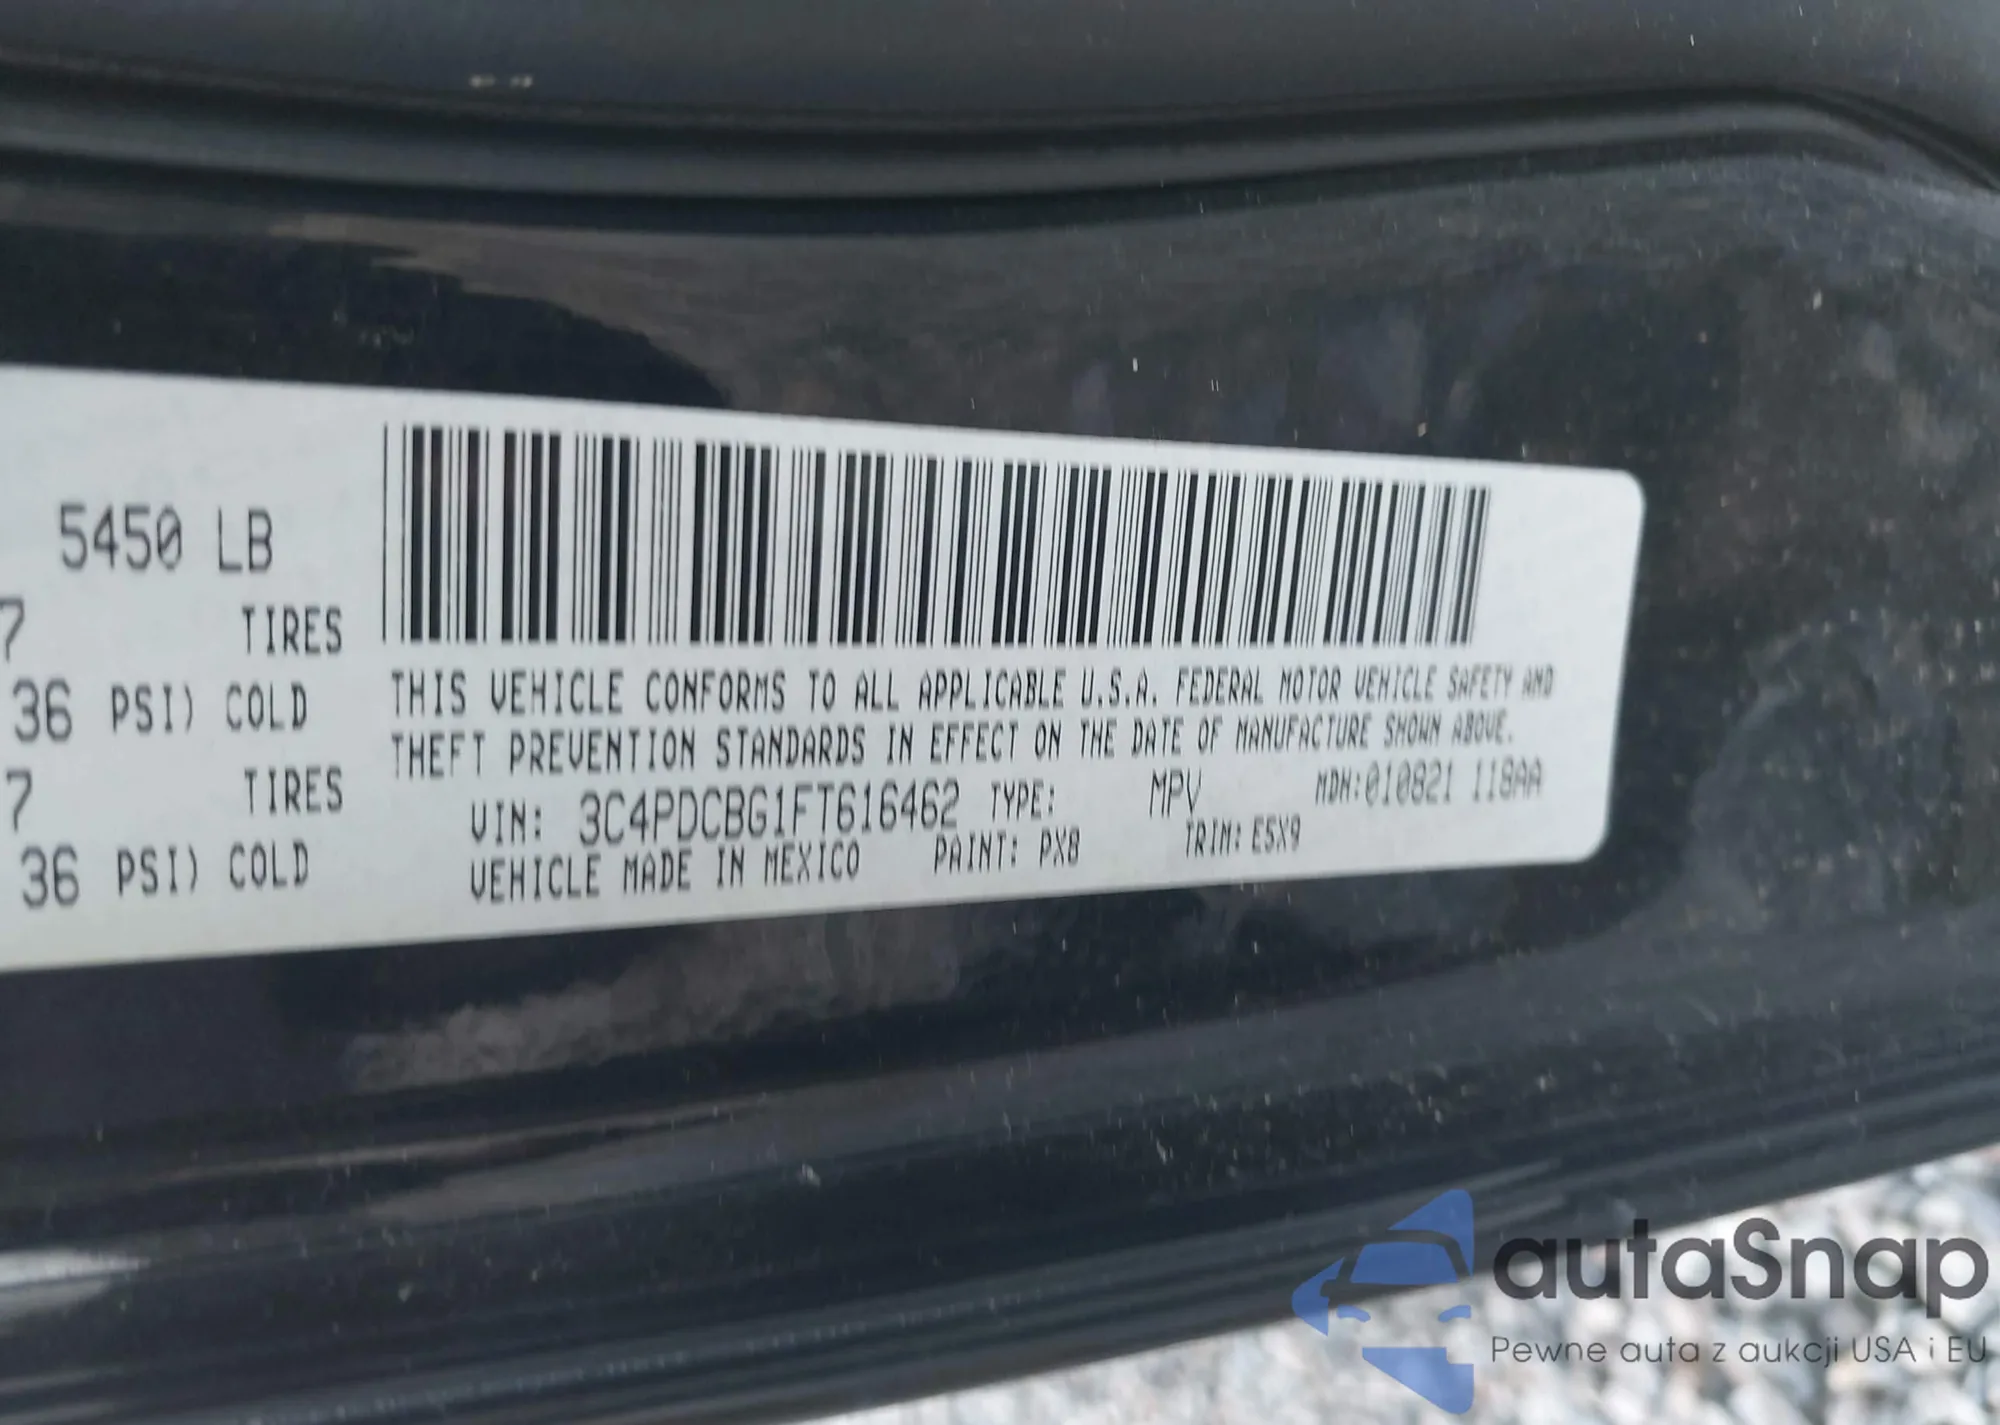 5450 LB
7 TIRES
36 PSI) COLD
7 TIRES
36 PSI) COLD
THIS VEHICLE CONFORMS TO ALL APPLICABLE U.S.A. FEDERAL MOTOR VEHICLE SAFETY AND
THEFT PREVENTION STANDARDS IN EFFECT ON THE DATE OF MANUFACTURE SHOWN ABOVE.
VIN: 3C4PDCBG1FT616462 TYPE: MPV MDH:010821 118AA
VEHICLE MADE IN MEXICO PAINT: PX8 TRIM: E5X9
autaSnap
Pewne auta z aukcji USA i EU